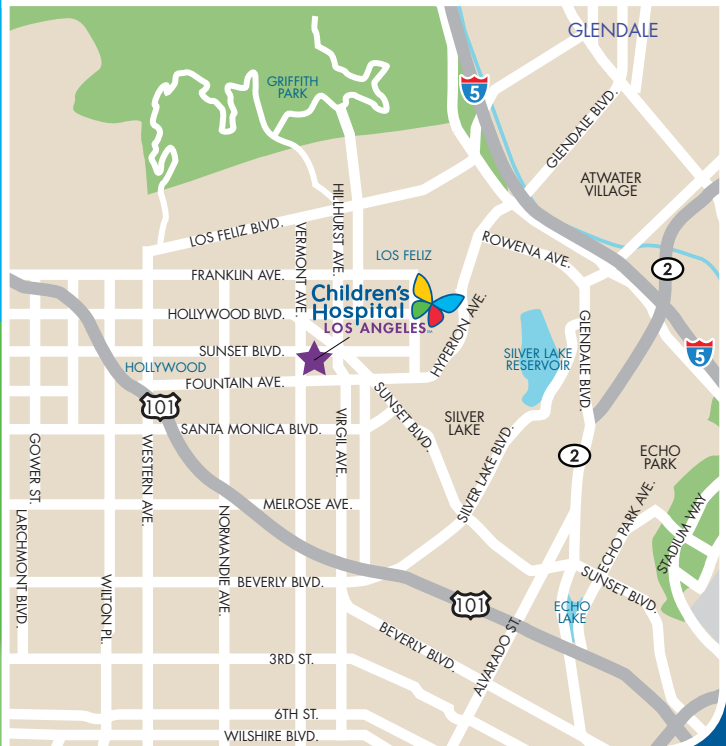 GLENDALE
GRIFFITH
PARK
5
GLENDALE BLVD.
ATWATER
VILLAGE
HILLHURST AVE.
LOS FELIZ BLVD.
VERMONT AVE.
LOS FELIZ
ROWENA AVE.
2
FRANKLIN AVE.
Children's
Hospital
LOS ANGELES
HOLLYWOOD BLVD.
HYPERION AVE.
GLENDALE BLVD.
SUNSET BLVD.
SILVER LAKE
RESERVOIR
5
HOLLYWOOD
FOUNTAIN AVE.
101
SUNSET BLVD.
SILVER
LAKE
SANTA MONICA BLVD.
VIRGIL AVE.
GOWER ST.
WESTERN AVE.
SILVER LAKE BLVD.
2
ECHO
PARK
MELROSE AVE.
ECHO PARK AVE.
STADIUM WAY
LARCHMONT BLVD.
NORMANDIE AVE.
WILTON PL.
BEVERLY BLVD.
SUNSET BLVD.
101
ECHO
LAKE
BEVERLY BLVD.
ALVARADO ST.
3RD ST.
6TH ST.
WILSHIRE BLVD.